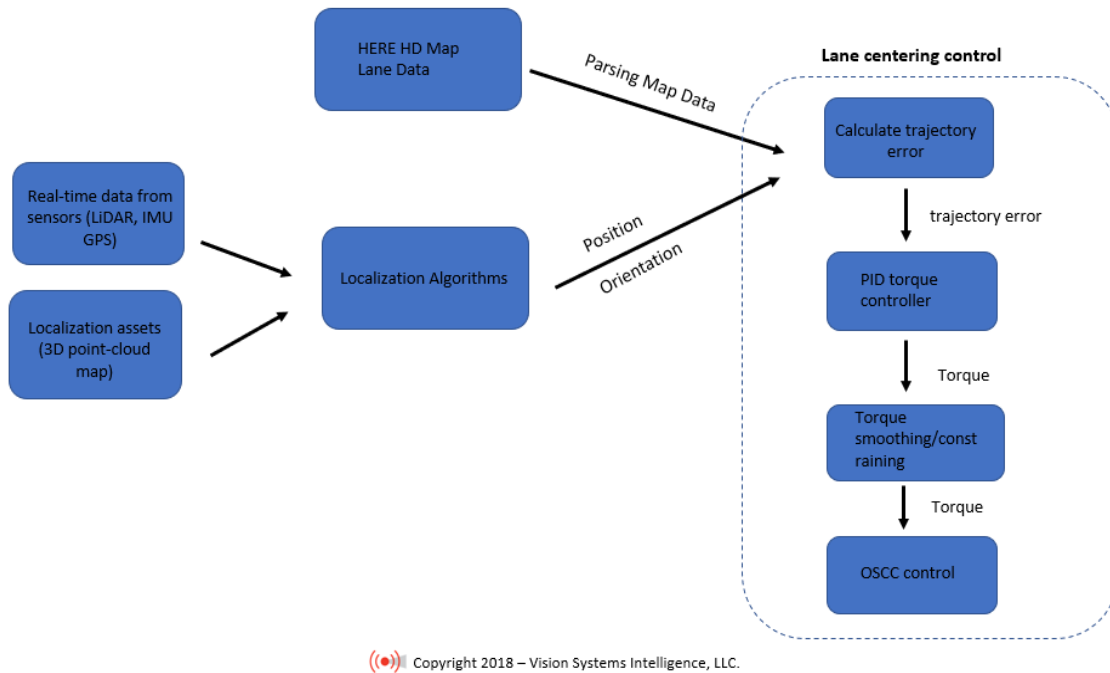 HERE HD Map
Lane Data
Parsing Map Data
Lane centering control
Calculate trajectory
error
trajectory error
Real-time data from
sensors (LiDAR, IMU
GPS)
Localization Algorithms
Position
Orientation
PID torque
controller
Localization assets
(3D point-cloud
map)
Torque
Torque
smoothing/const
raining
Torque
OSCC control
Copyright 2018 – Vision Systems Intelligence, LLC.